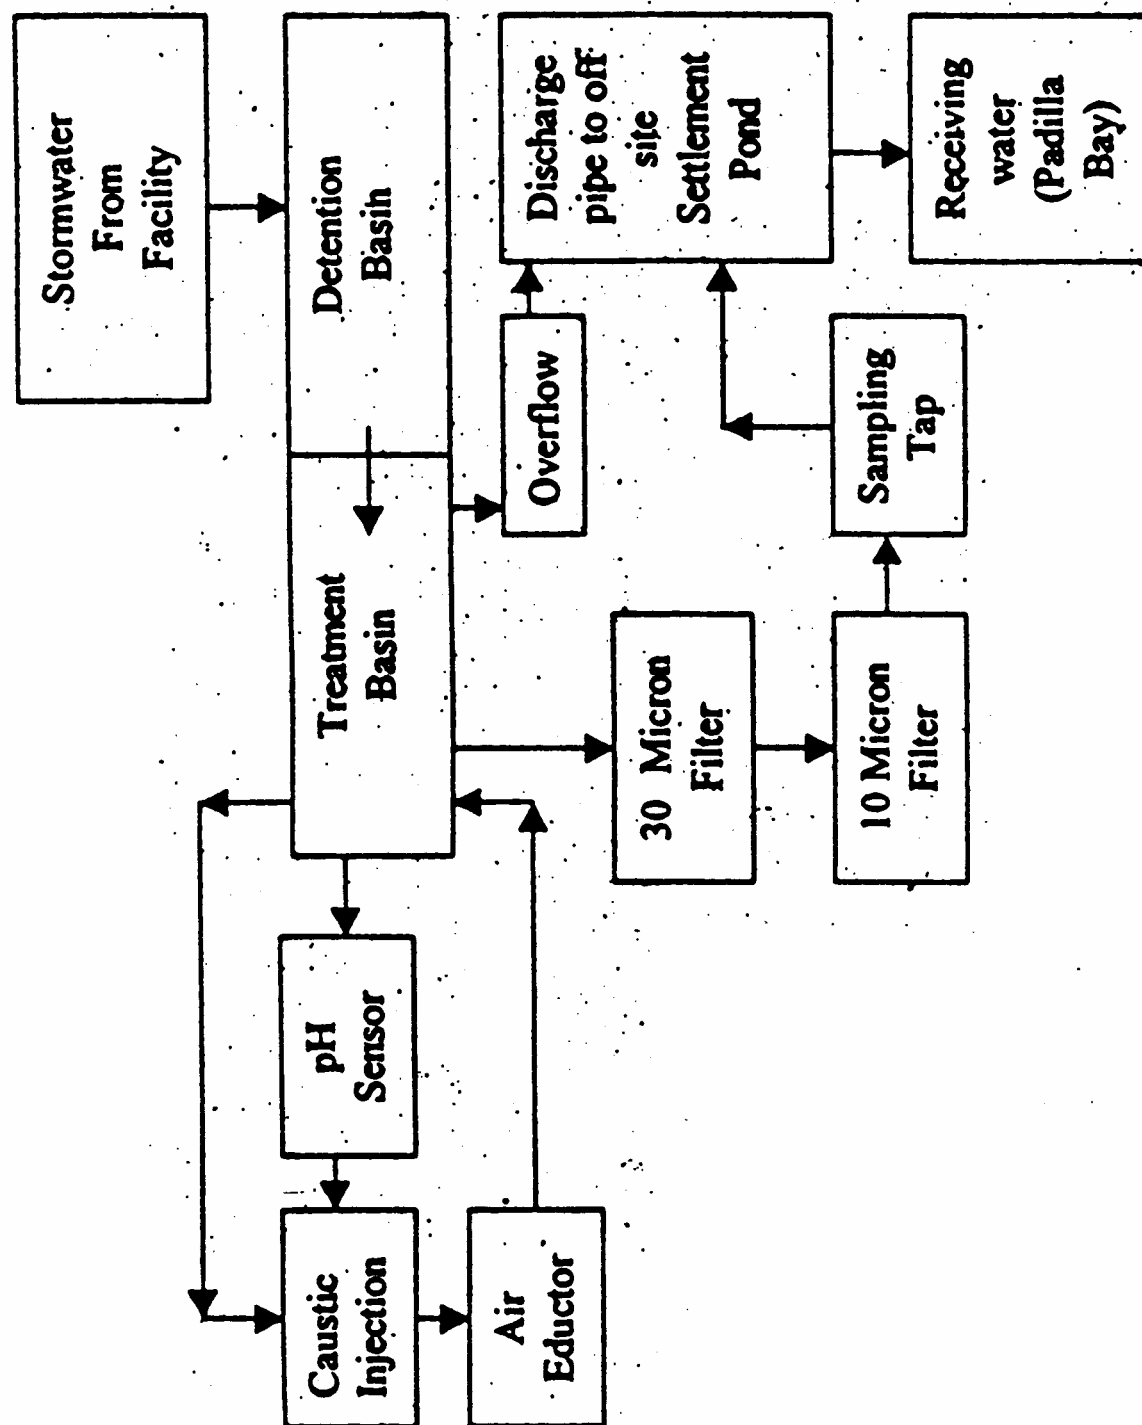 Stormwater
From
Facility
Detention
Basin
Treatment
Basin
pH
Sensor
Caustic
Injection
Air
Eductor
Overflow
Discharge
pipe to off
site
Settlement
Pond
30 Micron
Filter
10 Micron
Filter
Sampling
Tap
Receiving
water
(Padilla
Bay)